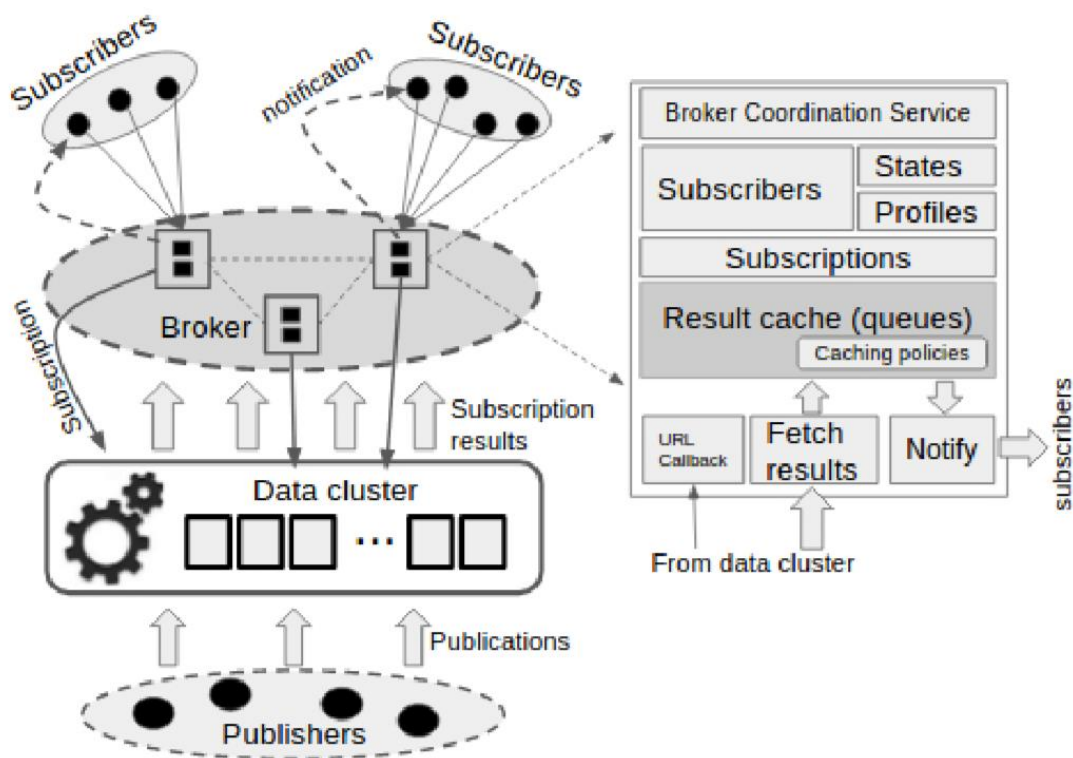 Subscribers
Subscribers
notification
Broker
Subscription
Subscription
results
Data cluster
...
Publications
Publishers
Broker Coordination Service
Subscribers
States
Profiles
Subscriptions
Result cache (queues)
Caching policies
URL
Callback
Fetch
results
Notify
subscribers
From data cluster